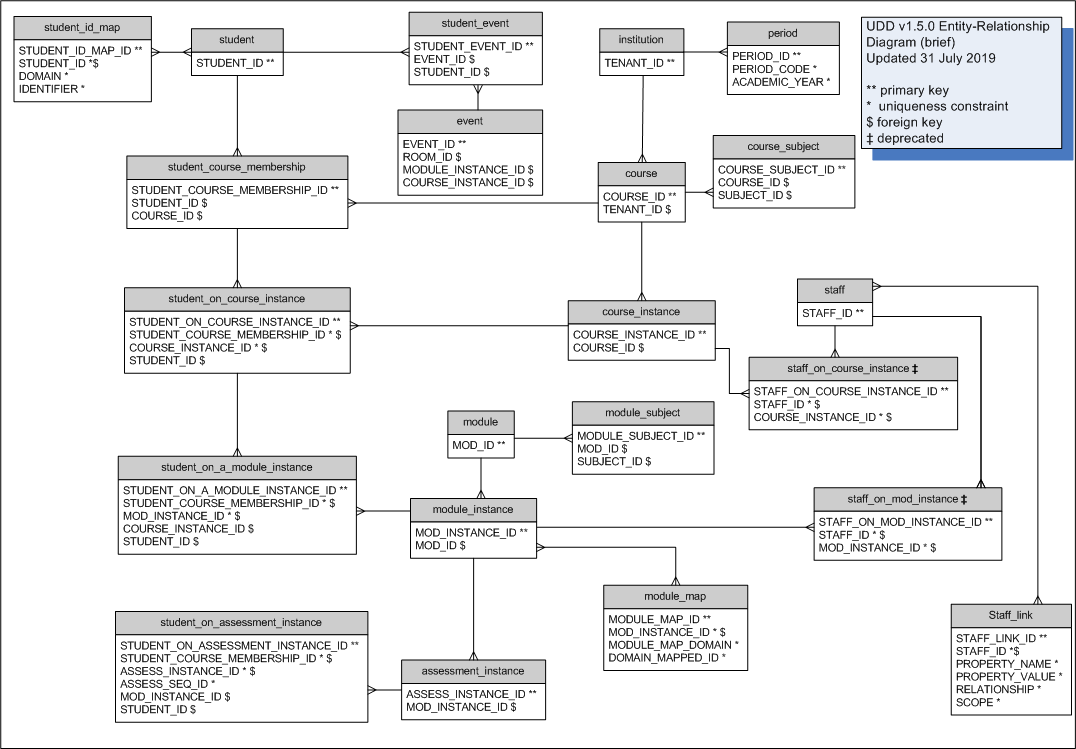 student_id_map
STUDENT_ID_MAP_ID **
STUDENT_ID *$
DOMAIN *
IDENTIFIER *
student
STUDENT_ID **
student_event
STUDENT_EVENT_ID **
EVENT_ID $
STUDENT_ID $
institution
TENANT_ID **
period
PERIOD_ID **
PERIOD_CODE *
ACADEMIC_YEAR *
UDD v1.5.0 Entity-Relationship
Diagram (brief)
Updated 31 July 2019
** primary key
* uniqueness constraint
$ foreign key
‡ deprecated
event
EVENT_ID **
ROOM_ID $
MODULE_INSTANCE_ID $
COURSE_INSTANCE_ID $
student_course_membership
STUDENT_COURSE_MEMBERSHIP_ID **
STUDENT_ID $
COURSE_ID $
course
COURSE_ID **
TENANT_ID $
course_subject
COURSE_SUBJECT_ID **
COURSE_ID $
SUBJECT_ID $
student_on_course_instance
STUDENT_ON_COURSE_INSTANCE_ID **
STUDENT_COURSE_MEMBERSHIP_ID * $
COURSE_INSTANCE_ID * $
STUDENT_ID $
course_instance
COURSE_INSTANCE_ID **
COURSE_ID $
staff
STAFF_ID **
staff_on_course_instance ‡
STAFF_ON_COURSE_INSTANCE_ID **
STAFF_ID * $
COURSE_INSTANCE_ID * $
module
MOD_ID **
module_subject
MODULE_SUBJECT_ID **
MOD_ID $
SUBJECT_ID $
student_on_a_module_instance
STUDENT_ON_A_MODULE_INSTANCE_ID **
STUDENT_COURSE_MEMBERSHIP_ID * $
MOD_INSTANCE_ID * $
COURSE_INSTANCE_ID $
STUDENT_ID $
module_instance
MOD_INSTANCE_ID **
MOD_ID $
staff_on_mod_instance ‡
STAFF_ON_MOD_INSTANCE_ID **
STAFF_ID * $
MOD_INSTANCE_ID * $
module_map
MODULE_MAP_ID **
MOD_INSTANCE_ID * $
MODULE_MAP_DOMAIN *
DOMAIN_MAPPED_ID *
Staff_link
STAFF_LINK_ID **
STAFF_ID *$
PROPERTY_NAME *
PROPERTY_VALUE *
RELATIONSHIP *
SCOPE *
student_on_assessment_instance
STUDENT_ON_ASSESSMENT_INSTANCE_ID **
STUDENT_COURSE_MEMBERSHIP_ID * $
ASSESS_INSTANCE_ID * $
ASSESS_SEQ_ID *
MOD_INSTANCE_ID $
STUDENT_ID $
assessment_instance
ASSESS_INSTANCE_ID **
MOD_INSTANCE_ID $